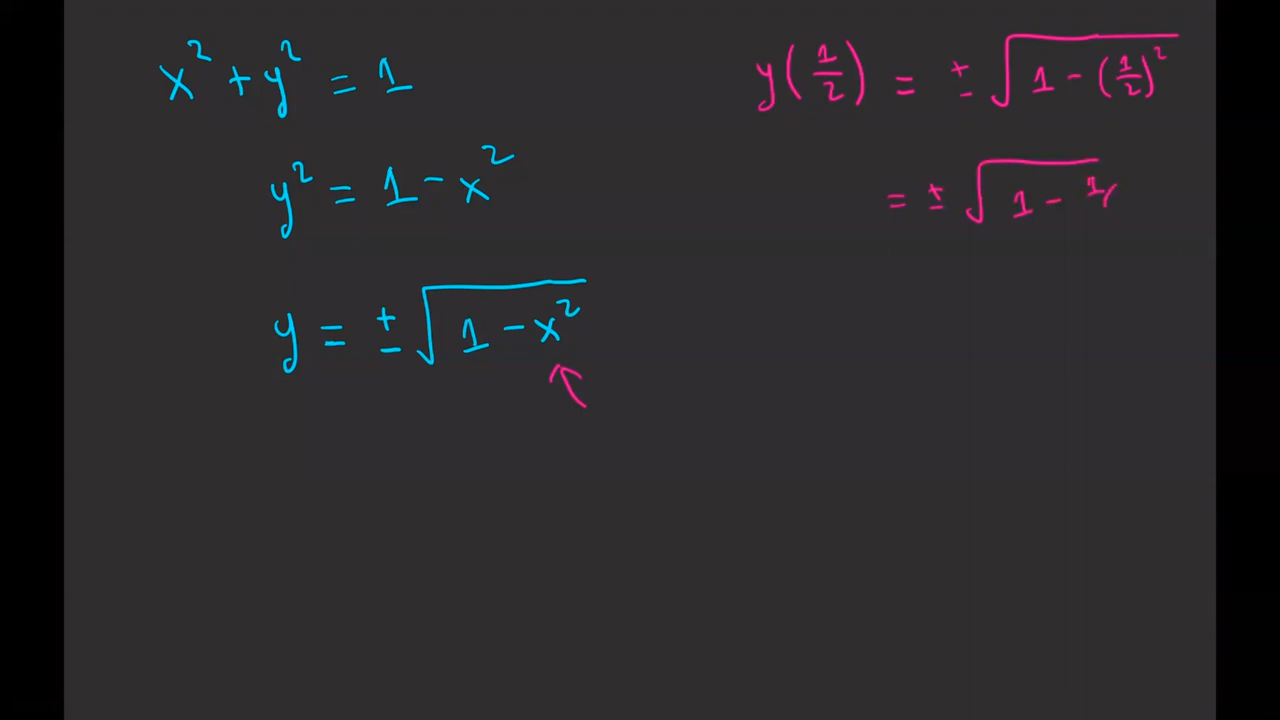 x² + y² = 1
y² = 1 - x²
y = ± √(1 - x²)
y(1/2) = ± √(1 - (1/2)²)
= ± √(1 - 1/